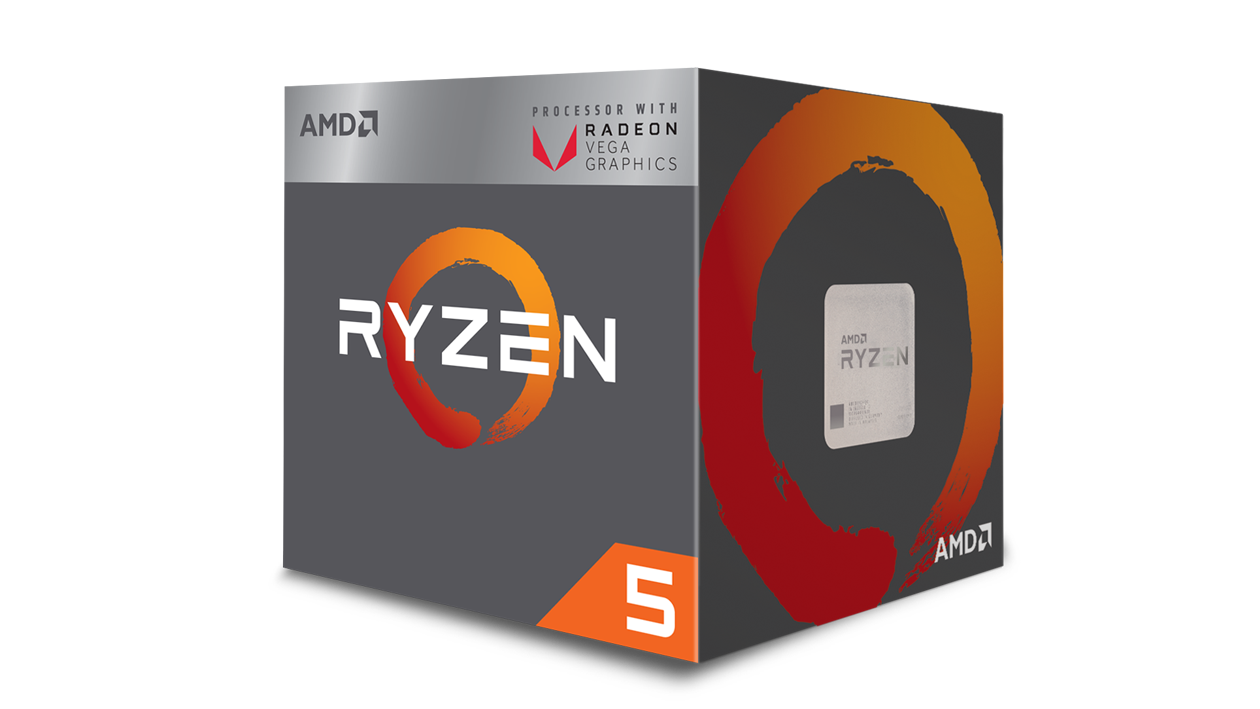 AMD
PROCESSOR WITH
RADEON
VEGA
GRAPHICS
RYZEN
5
AMD
RYZEN
AMD